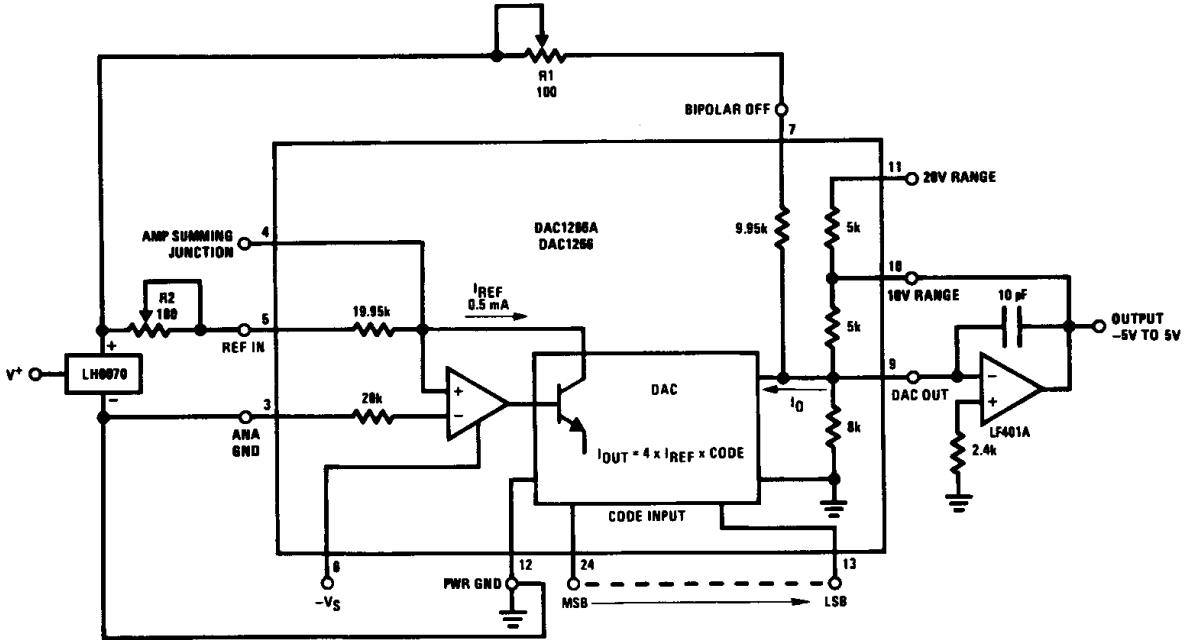 R1
100
BIPOLAR OFF
7
11
20V RANGE
AMP SUMMING
JUNCTION
4
DAC1266A
DAC1266
9.95k
5k
R2
100
5
REF IN
19.95k
IREF
0.5 mA
10
10V RANGE
10 pF
5k
OUTPUT
–5V TO 5V
V+
+
LH0070
–
3
ANA
GND
20k
+
–
DAC
IOUT = 4 x IREF x CODE
IO
9
DAC OUT
8k
–
+
LF401A
2.4k
CODE INPUT
6
–VS
12
PWR GND
24
MSB
13
LSB